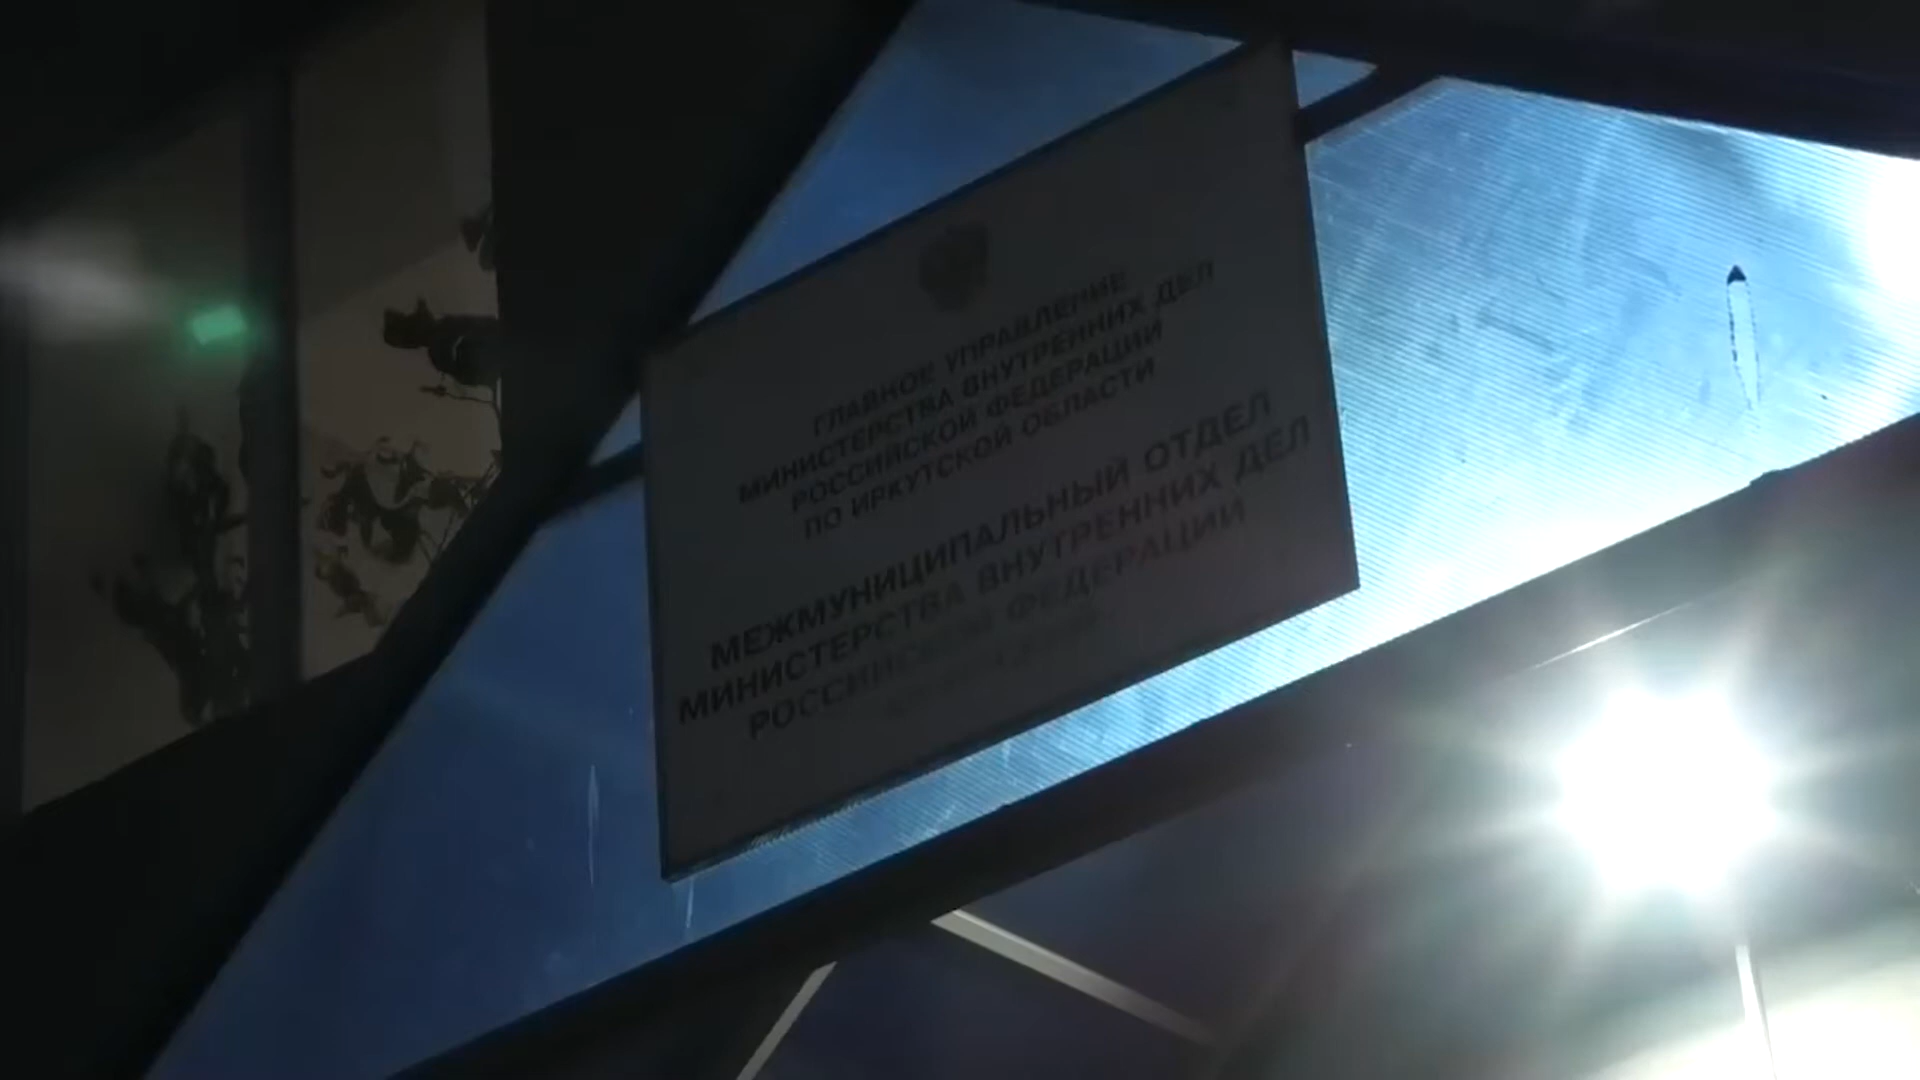 ГЛАВНОЕ УПРАВЛЕНИЕ
МИНИСТЕРСТВА ВНУТРЕННИХ ДЕЛ
РОССИЙСКОЙ ФЕДЕРАЦИИ
ПО ИРКУТСКОЙ ОБЛАСТИ
МЕЖМУНИЦИПАЛЬНЫЙ ОТДЕЛ
МИНИСТЕРСТВА ВНУТРЕННИХ ДЕЛ
РОССИЙСКОЙ ФЕДЕРАЦИИ